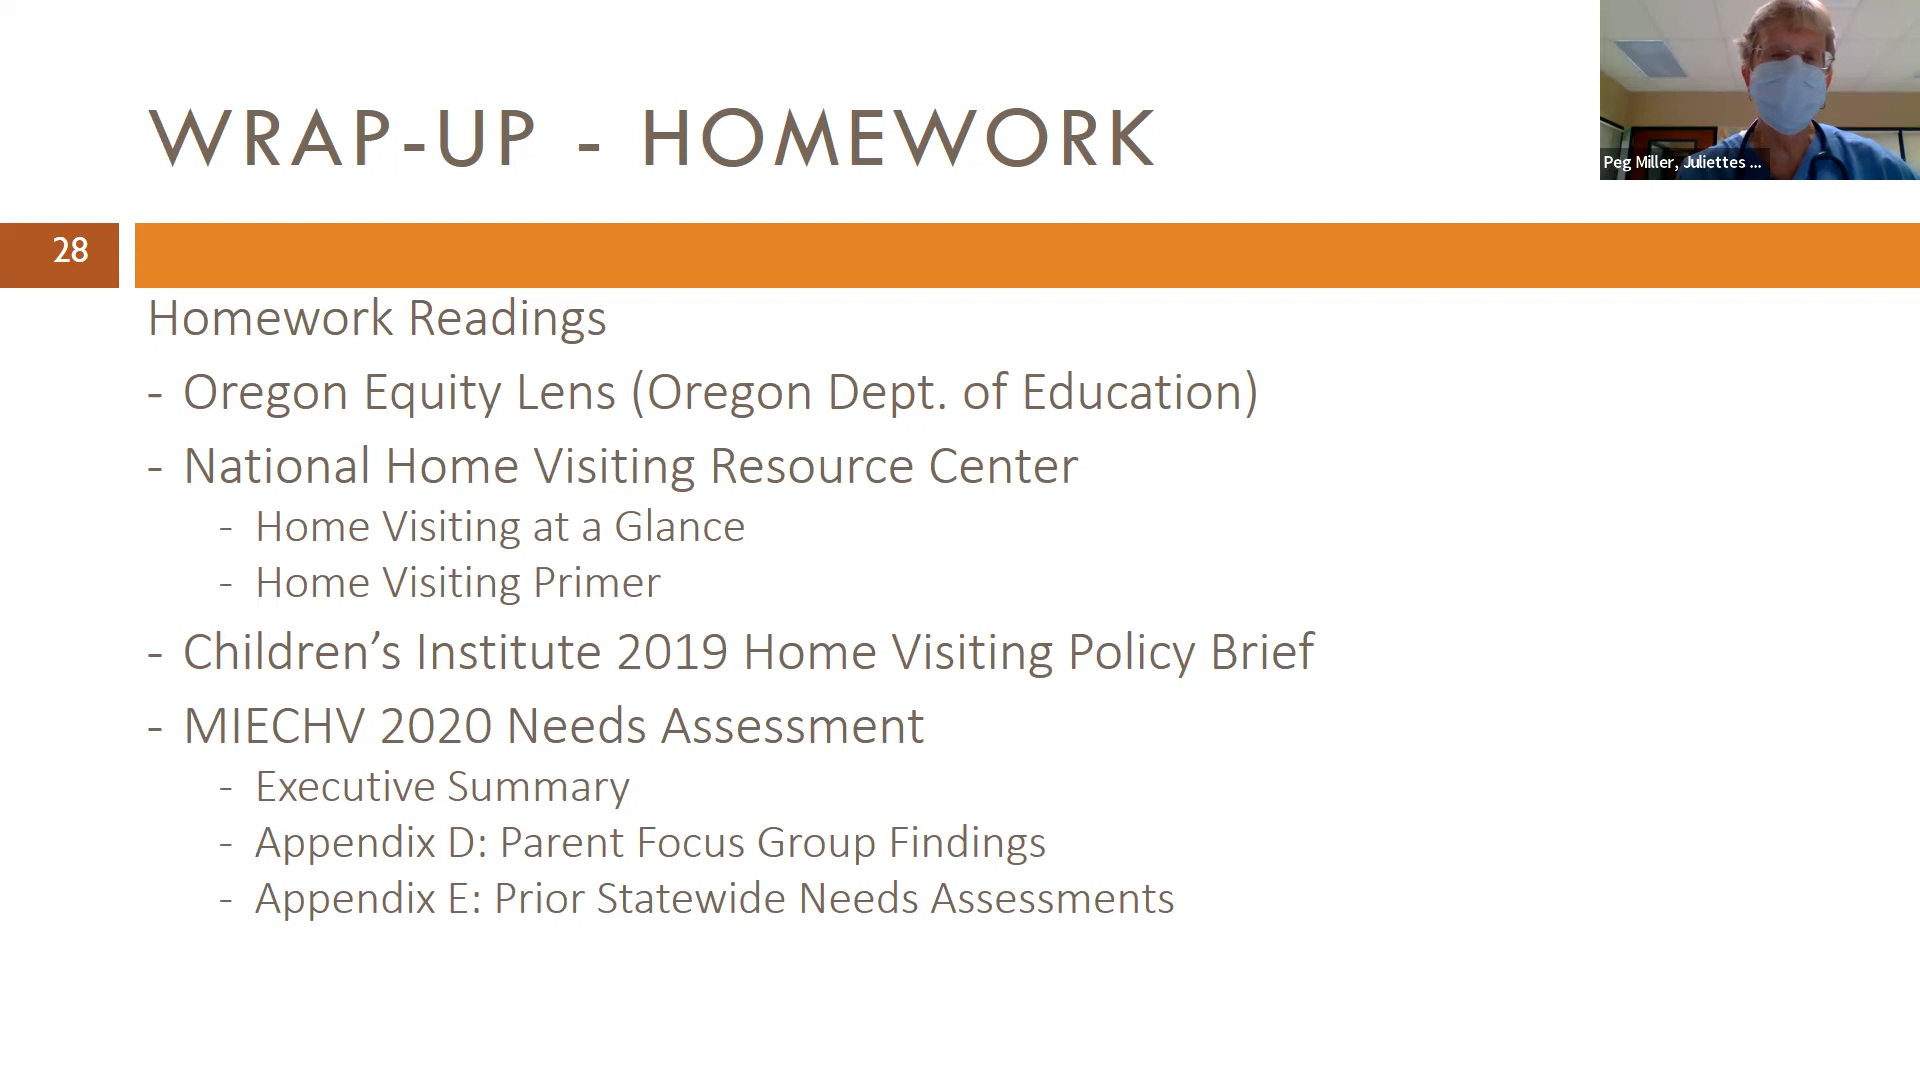 WRAP-UP - HOMEWORK
Peg Miller, Juliettes ...
28
Homework Readings
- Oregon Equity Lens (Oregon Dept. of Education)
- National Home Visiting Resource Center
- Home Visiting at a Glance
- Home Visiting Primer
- Children’s Institute 2019 Home Visiting Policy Brief
- MIECHV 2020 Needs Assessment
- Executive Summary
- Appendix D: Parent Focus Group Findings
- Appendix E: Prior Statewide Needs Assessments